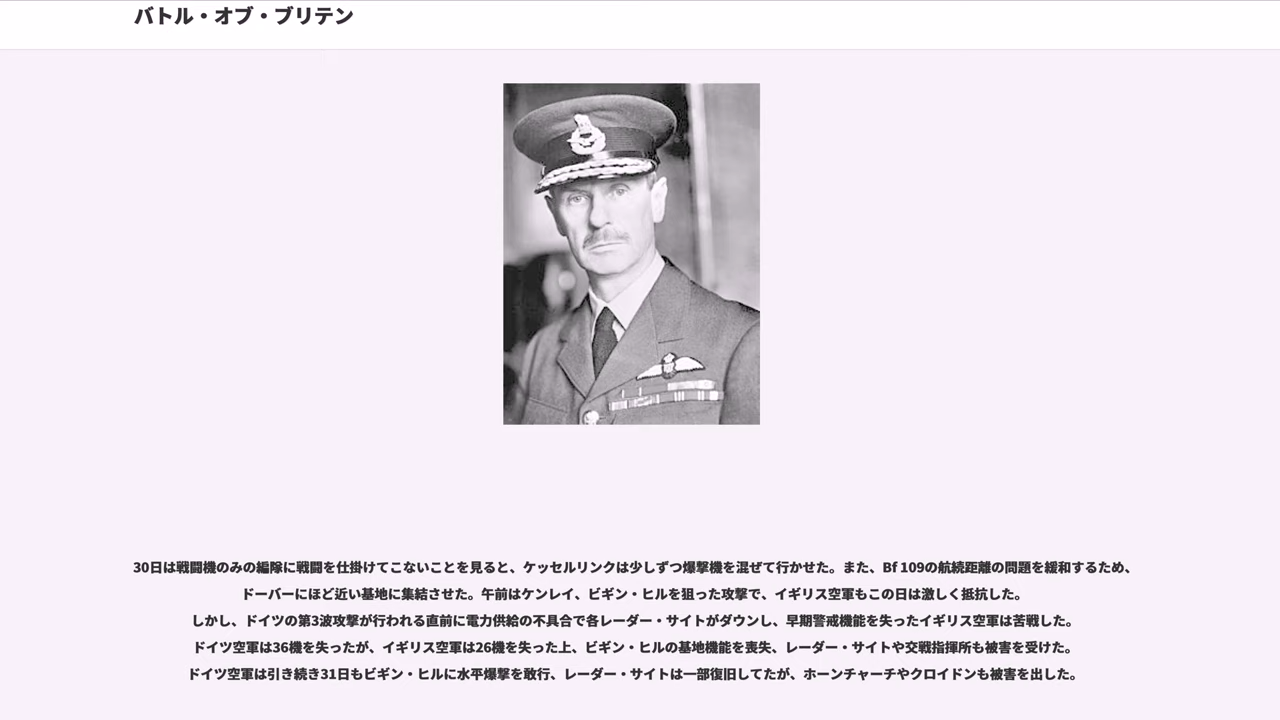 バトル・オブ・ブリテン
30日は戦闘機のみの編隊に戦闘を仕掛けてこないことを見ると、ケッセルリンクは少しずつ爆撃機を混ぜて行かせた。また、Bf 109の航続距離の問題を緩和するため、
ドーバーにほど近い基地に集結させた。午前はケンレイ、ビギン・ヒルを狙った攻撃で、イギリス空軍もこの日は激しく抵抗した。
しかし、ドイツの第3波攻撃が行われる直前に電力供給の不具合で各レーダー・サイトがダウンし、早期警戒機能を失ったイギリス空軍は苦戦した。
ドイツ空軍は36機を失ったが、イギリス空軍は26機を失った上、ビギン・ヒルの基地機能を喪失、レーダー・サイトや交戦指揮所も被害を受けた。
ドイツ空軍は引き続き31日もビギン・ヒルに水平爆撃を敢行、レーダー・サイトは一部復旧してたが、ホーンチャーチやクロイドンも被害を出した。